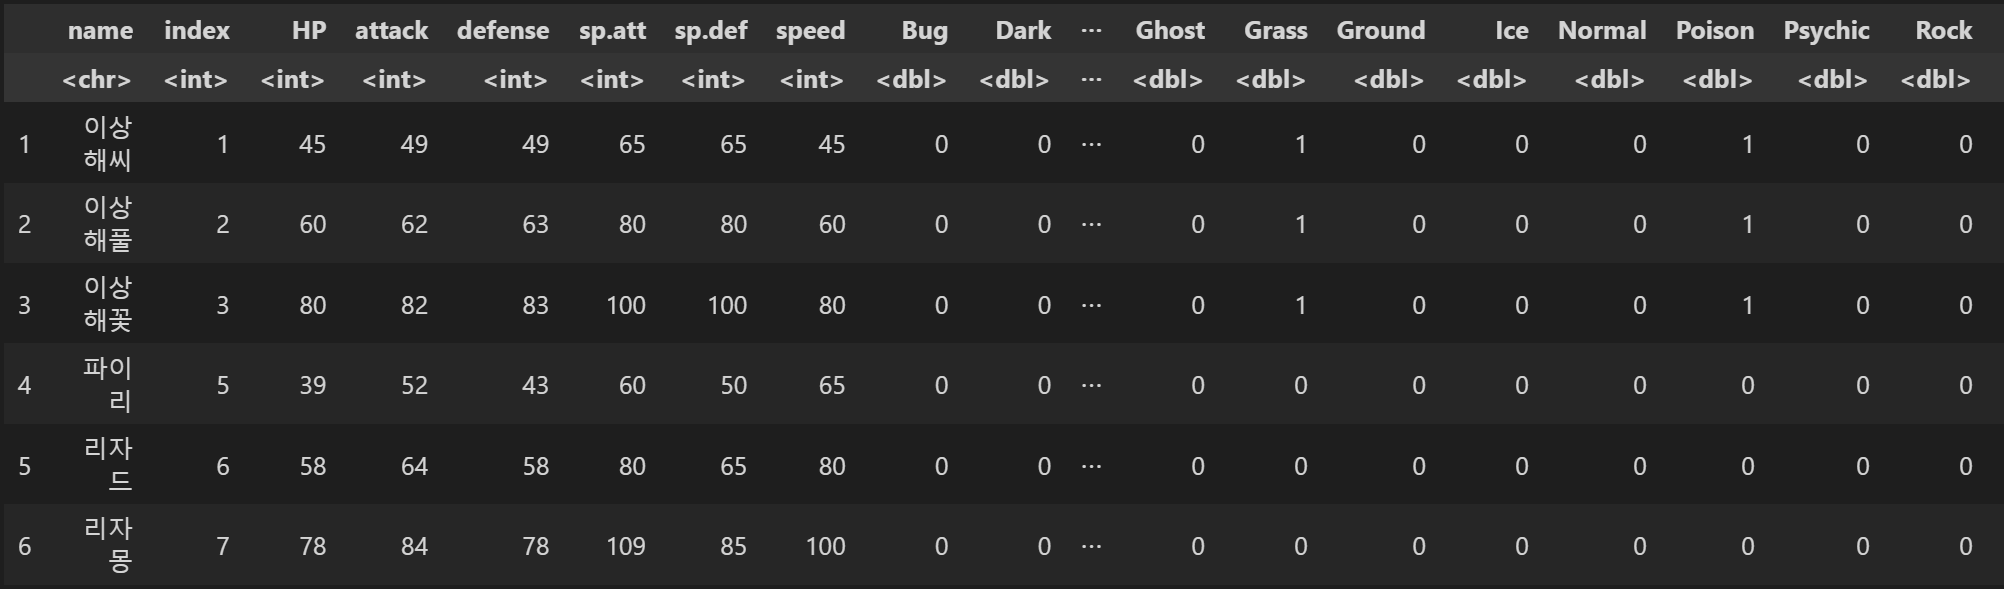 name index HP attack defense sp.att sp.def speed Bug Dark ⋯ Ghost Grass Ground Ice Normal Poison Psychic Rock
<chr> <int> <int> <int> <int> <int> <int> <int> <dbl> <dbl> ⋯ <dbl> <dbl> <dbl> <dbl> <dbl> <dbl> <dbl> <dbl>
1 이상해씨 1 45 49 49 65 65 45 0 0 ⋯ 0 1 0 0 0 1 0 0
2 이상해풀 2 60 62 63 80 80 60 0 0 ⋯ 0 1 0 0 0 1 0 0
3 이상해꽃 3 80 82 83 100 100 80 0 0 ⋯ 0 1 0 0 0 1 0 0
4 파이리 5 39 52 43 60 50 65 0 0 ⋯ 0 0 0 0 0 0 0 0
5 리자드 6 58 64 58 80 65 80 0 0 ⋯ 0 0 0 0 0 0 0 0
6 리자몽 7 78 84 78 109 85 100 0 0 ⋯ 0 0 0 0 0 0 0 0